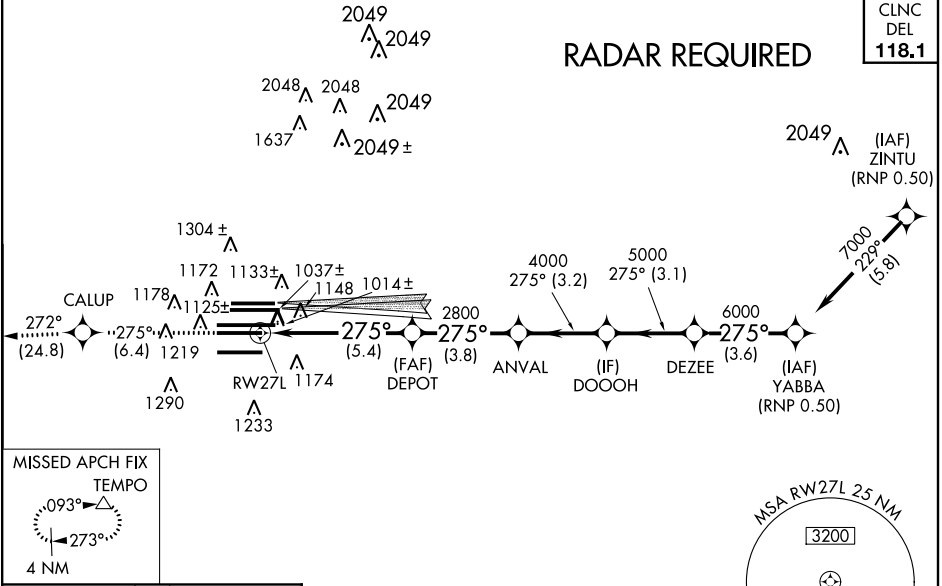 CLNC
DEL
118.1
RADAR REQUIRED
2049
2049
2048
2048
2049
1637
2049 ±
2049
(IAF)
ZINTU
(RNP 0.50)
7000
229°
(5.8)
1304 ±
1172
1133±
1037±
1178
1148
1014±
1125±
CALUP
272°
(24.8)
275°
(6.4)
1219
RW27L
1174
1290
1233
275°
(5.4)
(FAF)
DEPOT
2800
275°
(3.8)
ANVAL
4000
275° (3.2)
(IF)
DOOOH
5000
275° (3.1)
DEZEE
6000
275°
(3.6)
(IAF)
YABBA
(RNP 0.50)
MISSED APCH FIX
TEMPO
093°
273°
4 NM
MSA RW27L 25 NM
3200